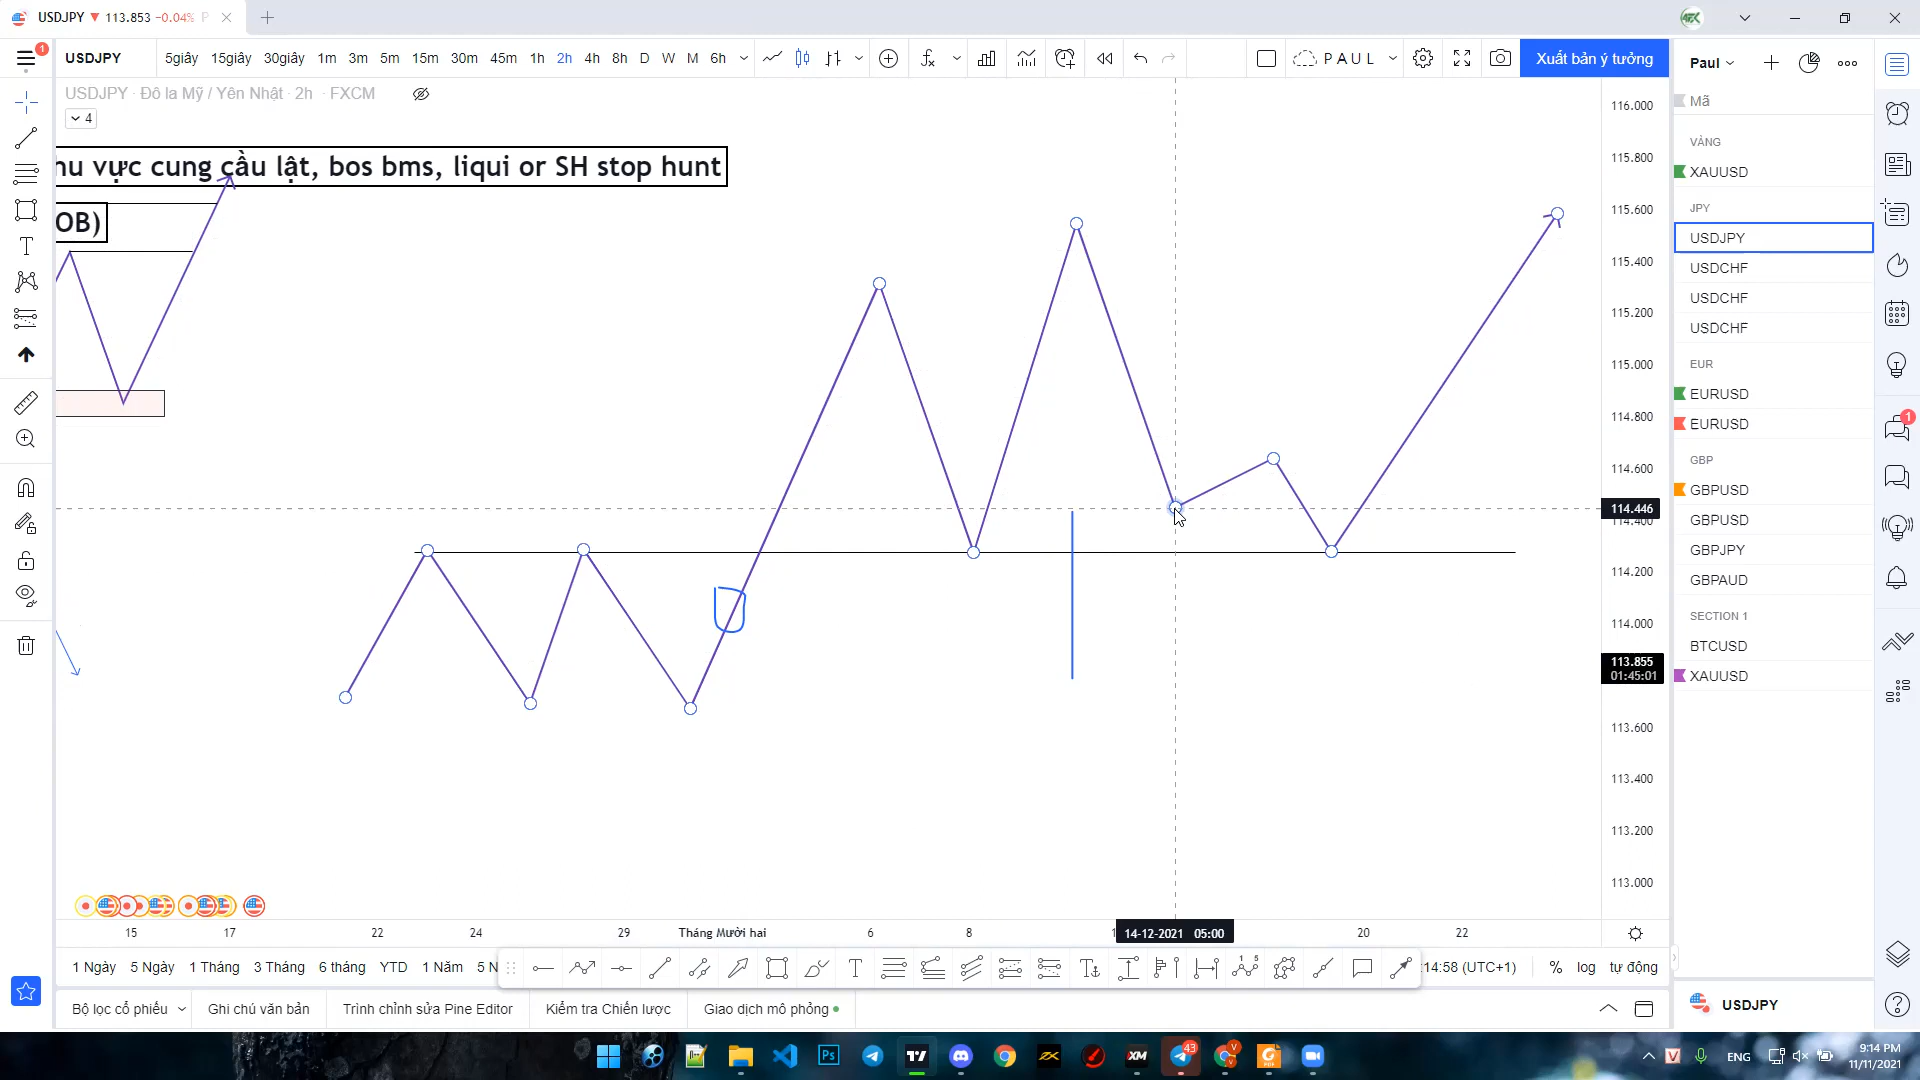 USDJPY ▼ 113.853 −0.04% P
USDJPY 5giây 15giây 30giây 1m 3m 5m 15m 30m 45m 1h 2h 4h 8h D W M 6h
PAUL
Xuất bản ý tưởng
USDJPY · Đô la Mỹ / Yên Nhật · 2h · FXCM
4
hu vực cung cầu lật, bos bms, liqui or SH stop hunt
OB)
116.000
115.800
115.600
115.400
115.200
115.000
114.800
114.600
114.446
114.400
114.200
114.000
113.855
01:45:01
113.600
113.400
113.200
113.000
15 17 22 24 29 Tháng Mười hai 6 8 14-12-2021 05:00 20 22
1 Ngày 5 Ngày 1 Tháng 3 Tháng 6 tháng YTD 1 Năm 5 N
:14:58 (UTC+1) % log tự động
Bộ lọc cổ phiếu Ghi chú văn bản Trình chỉnh sửa Pine Editor Kiểm tra Chiến lược Giao dịch mô phỏng
Paul
Mã
VÀNG
XAUUSD
JPY
USDJPY
USDCHF
USDCHF
USDCHF
EUR
EURUSD
EURUSD
GBP
GBPUSD
GBPUSD
GBPJPY
GBPAUD
SECTION 1
BTCUSD
XAUUSD
USDJPY
1
1
43
ENG
9:14 PM
11/11/2021